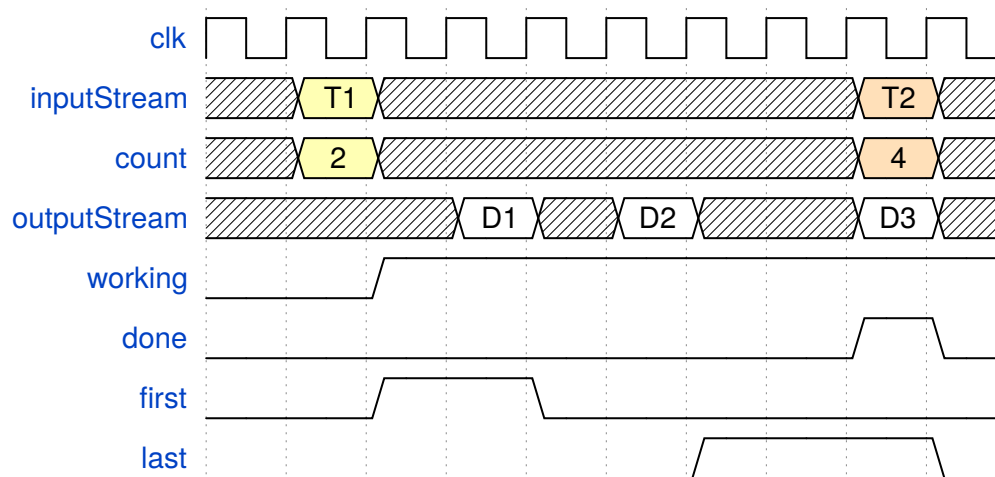 clk
inputStream T1 T2
count 2 4
outputStream D1 D2 D3
working
done
first
last